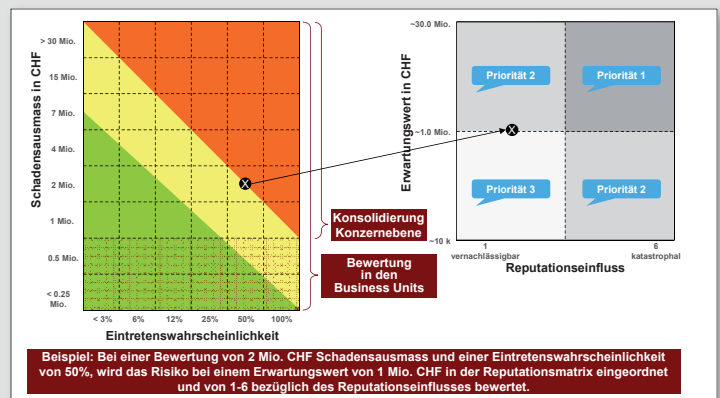 Schadensausmass in CHF
> 30 Mio.
15 Mio.
7 Mio.
4 Mio.
2 Mio.
1 Mio.
0.5 Mio.
< 0.25
Mio.
X
< 3%
6%
12%
25%
50%
100%
Eintretenswahrscheinlichkeit
Konsolidierung
Konzernebene
Bewertung
in den
Business Units
Erwartungswert in CHF
~30.0 Mio.
~1.0 Mio.
~10 k
Priorität 2
Priorität 1
X
Priorität 3
Priorität 2
1
vernachlässigbar
6
katastrophal
Reputationseinfluss
Beispiel: Bei einer Bewertung von 2 Mio. CHF Schadensausmass und einer Eintretenswahrscheinlichkeit
von 50%, wird das Risiko bei einem Erwartungswert von 1 Mio. CHF in der Reputationsmatrix eingeordnet
und von 1-6 bezüglich des Reputationseinflusses bewertet.